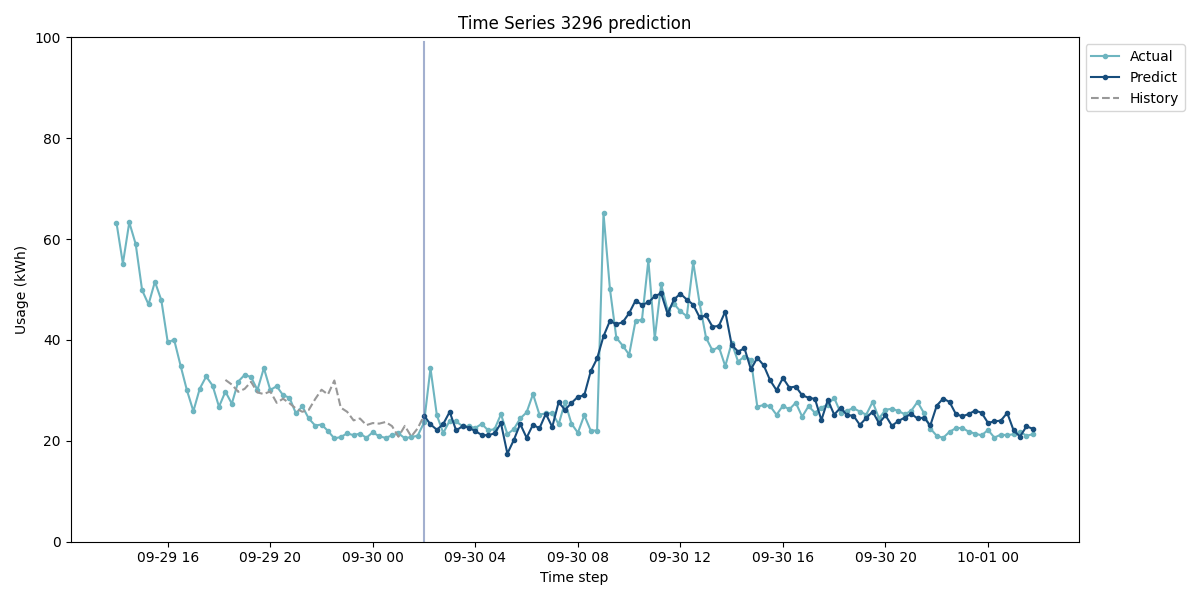 Time Series 3296 prediction
100
80
60
40
20
0
Usage (kWh)
09-29 16
09-29 20
09-30 00
09-30 04
09-30 08
09-30 12
09-30 16
09-30 20
10-01 00
Time step
Actual
Predict
History